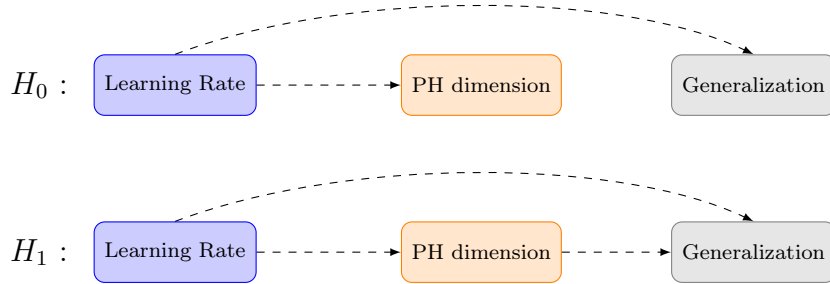 H₀ : Learning Rate PH dimension Generalization
H₁ : Learning Rate PH dimension Generalization